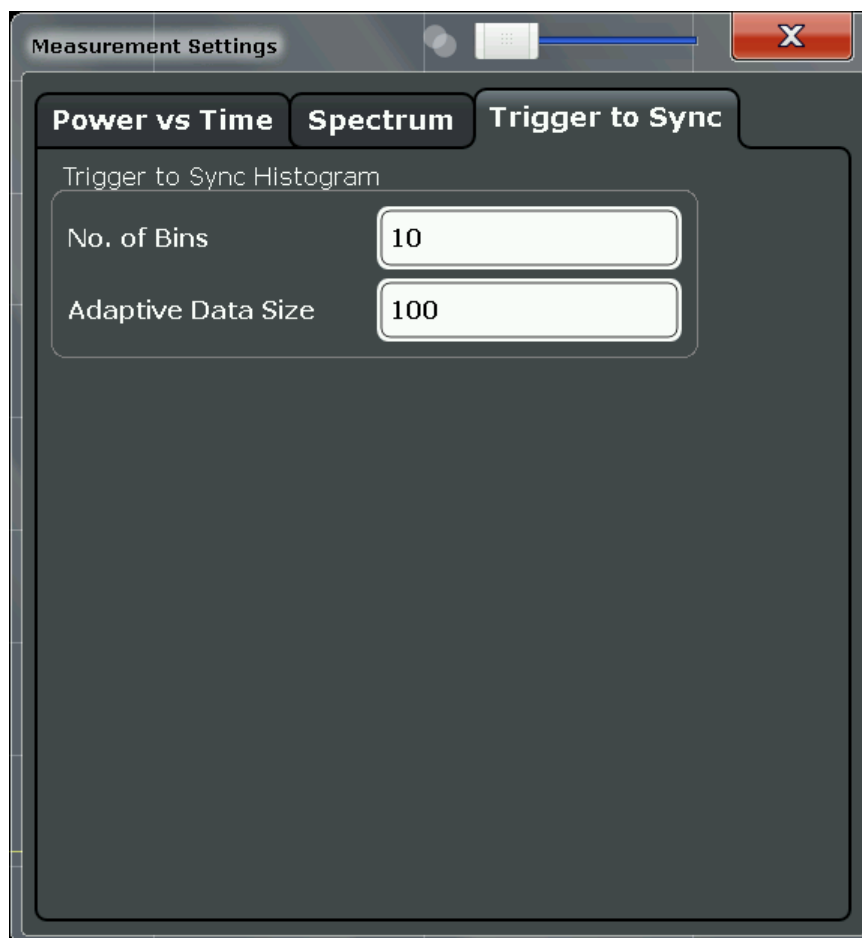 Measurement Settings
X
Power vs Time Spectrum Trigger to Sync
Trigger to Sync Histogram
No. of Bins 10
Adaptive Data Size 100